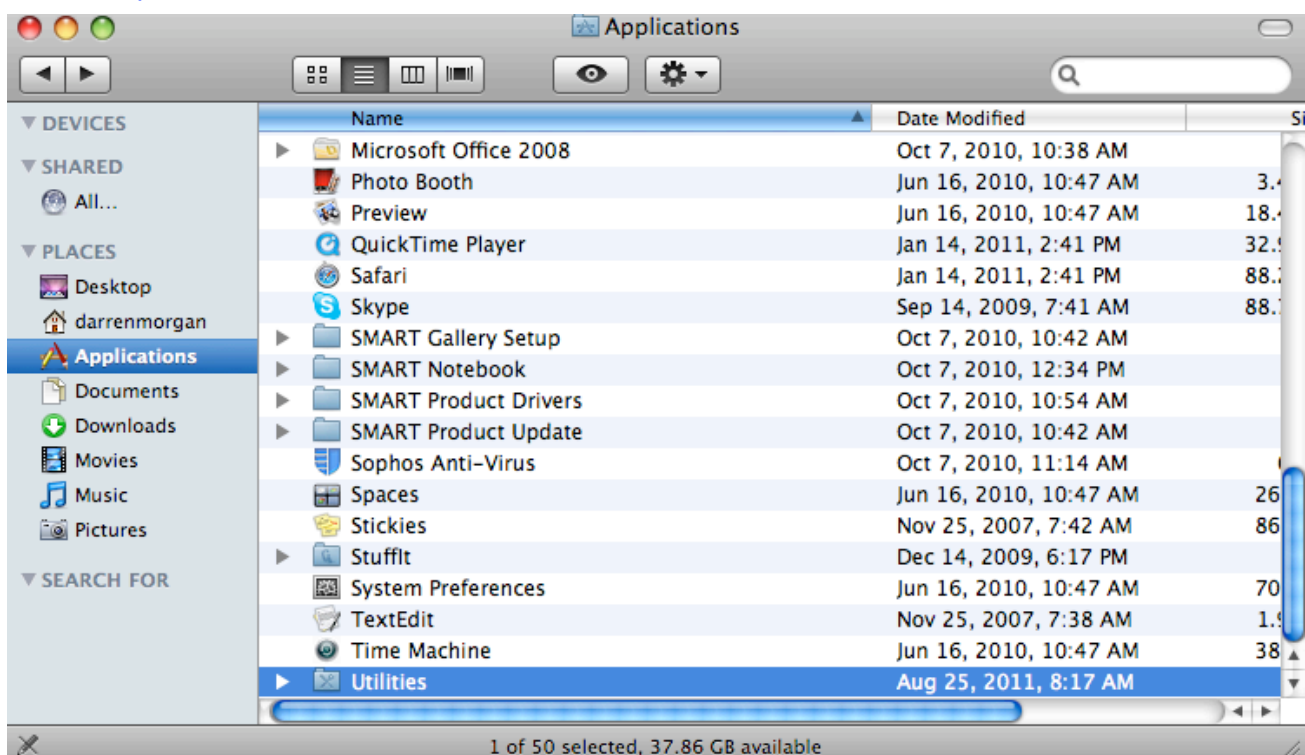 Applications
DEVICES
SHARED
All...
PLACES
Desktop
darrenmorgan
Applications
Documents
Downloads
Movies
Music
Pictures
SEARCH FOR
Name Date Modified
Microsoft Office 2008 Oct 7, 2010, 10:38 AM
Photo Booth Jun 16, 2010, 10:47 AM
Preview Jun 16, 2010, 10:47 AM
QuickTime Player Jan 14, 2011, 2:41 PM
Safari Jan 14, 2011, 2:41 PM
Skype Sep 14, 2009, 7:41 AM
SMART Gallery Setup Oct 7, 2010, 10:42 AM
SMART Notebook Oct 7, 2010, 12:34 PM
SMART Product Drivers Oct 7, 2010, 10:54 AM
SMART Product Update Oct 7, 2010, 10:42 AM
Sophos Anti-Virus Oct 7, 2010, 11:14 AM
Spaces Jun 16, 2010, 10:47 AM 26
Stickies Nov 25, 2007, 7:42 AM 86
StuffIt Dec 14, 2009, 6:17 PM
System Preferences Jun 16, 2010, 10:47 AM 70
TextEdit Nov 25, 2007, 7:38 AM
Time Machine Jun 16, 2010, 10:47 AM 38
Utilities Aug 25, 2011, 8:17 AM
1 of 50 selected, 37.86 GB available